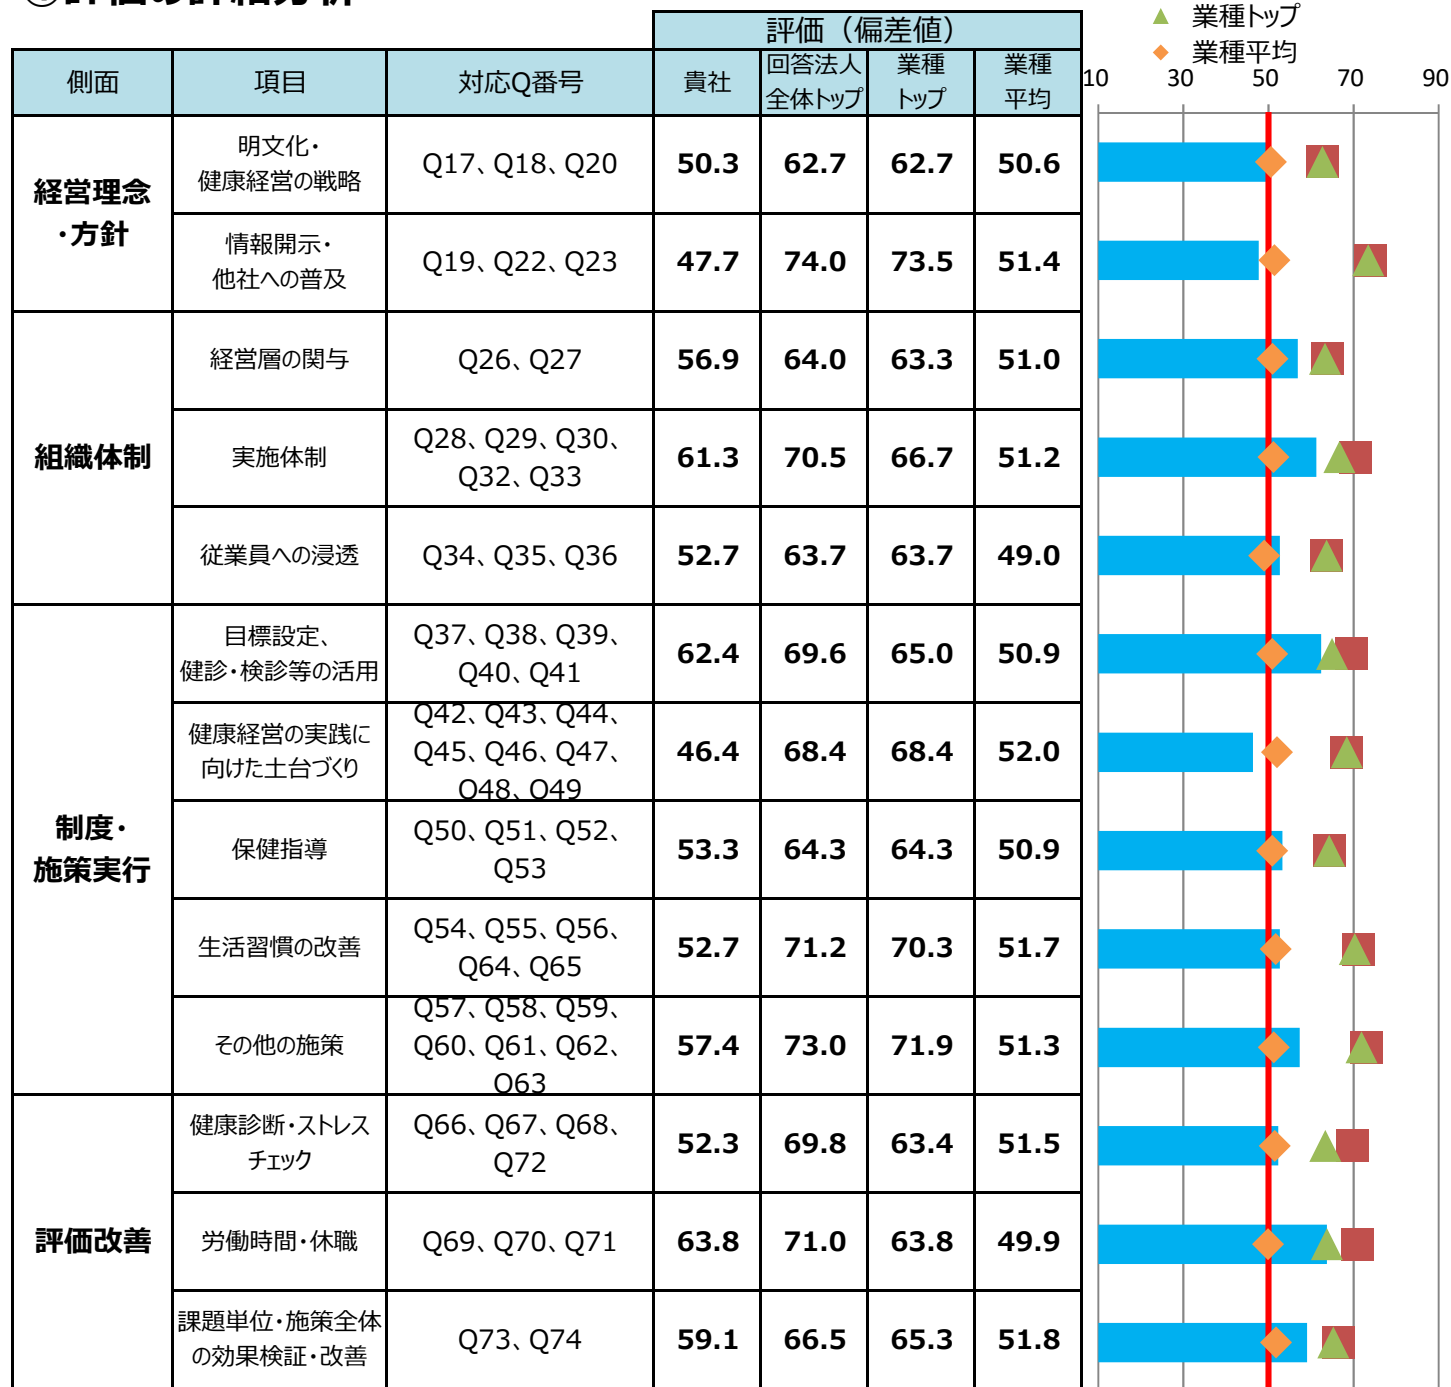 評価(偏差値)
業種トップ
業種平均
側面 項目 対応Q番号 貴社 回答法人全体トップ 業種トップ 業種平均
10 30 50 70 90
経営理念・方針
明文化・健康経営の戦略 Q17、Q18、Q20 50.3 62.7 62.7 50.6
情報開示・他社への普及 Q19、Q22、Q23 47.7 74.0 73.5 51.4
組織体制
経営層の関与 Q26、Q27 56.9 64.0 63.3 51.0
実施体制 Q28、Q29、Q30、Q32、Q33 61.3 70.5 66.7 51.2
従業員への浸透 Q34、Q35、Q36 52.7 63.7 63.7 49.0
制度・施策実行
目標設定、健診・検診等の活用 Q37、Q38、Q39、Q40、Q41 62.4 69.6 65.0 50.9
健康経営の実践に向けた土台づくり Q42、Q43、Q44、Q45、Q46、Q47、Q48、Q49 46.4 68.4 68.4 52.0
保健指導 Q50、Q51、Q52、Q53 53.3 64.3 64.3 50.9
生活習慣の改善 Q54、Q55、Q56、Q64、Q65 52.7 71.2 70.3 51.7
その他の施策 Q57、Q58、Q59、Q60、Q61、Q62、Q63 57.4 73.0 71.9 51.3
評価改善
健康診断・ストレスチェック Q66、Q67、Q68、Q72 52.3 69.8 63.4 51.5
労働時間・休職 Q69、Q70、Q71 63.8 71.0 63.8 49.9
課題単位・施策全体の効果検証・改善 Q73、Q74 59.1 66.5 65.3 51.8